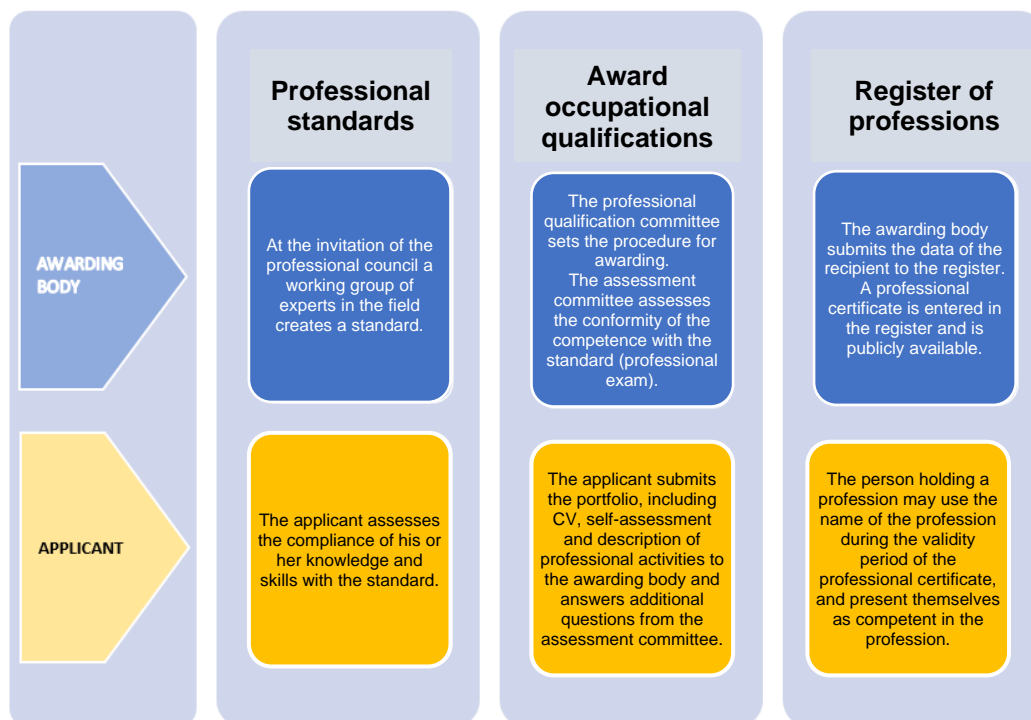 Professional
standards
Award
occupational
qualifications
Register of
professions
AWARDING
BODY
At the invitation of the
professional council a
working group of
experts in the field
creates a standard.
The professional
qualification committee
sets the procedure for
awarding.
The assessment
committee assesses
the conformity of the
competence with the
standard (professional
exam).
The awarding body
submits the data of the
recipient to the register.
A professional
certificate is entered in
the register and is
publicly available.
APPLICANT
The applicant assesses
the compliance of his or
her knowledge and
skills with the standard.
The applicant submits
the portfolio, including
CV, self-assessment
and description of
professional activities to
the awarding body and
answers additional
questions from the
assessment committee.
The person holding a
profession may use the
name of the profession
during the validity
period of the
professional certificate,
and present themselves
as competent in the
profession.